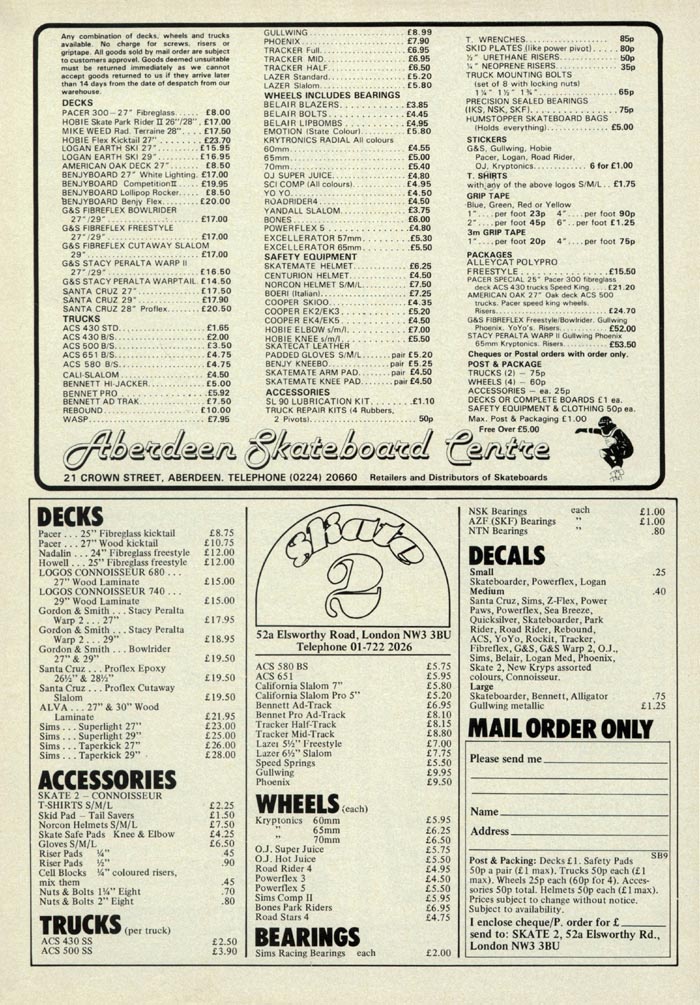 Any combination of decks, wheels and trucks
available. No charge for screws, risers or
griptape. All goods sold by mail order are subject
to customers approval. Goods deemed unsuitable
must be returned immediately as we cannot
accept goods returned to us if they arrive later
than 14 days from the date of despatch from our
warehouse.
DECKS
PACER 300 - 27" Fibreglass..... £8.00
HOBIE Skate Park Rider II 26"/28".. £17.00
MIKE WEED Rad. Terraine 28".... £17.50
HOBIE Flex Kicktail 27"......... £23.70
LOGAN EARTH SKI 27"......... £15.95
LOGAN EARTH SKI 29"......... £16.95
AMERICAN OAK DECK 27"....... £8.50
BENJYBOARD 27" White Lighting. £17.00
BENJYBOARD Competition II..... £19.95
BENJYBOARD Lollipop Rocker.... £8.50
BENJYBOARD Benjy Flex........ £20.00
G&S FIBREFLEX BOWLRIDER
27"/29"..................... £17.00
G&S FIBREFLEX FREESTYLE
27"/29"..................... £17.00
G&S FIBREFLEX CUTAWAY SLALOM
29"......................... £17.00
G&S STACY PERALTA WARP II
27"/29"..................... £16.50
G&S STACY PERALTA WARPTAIL. £14.50
SANTA CRUZ 27"............. £17.50
SANTA CRUZ 29"............. £17.90
SANTA CRUZ 28" Proflex....... £20.50
TRUCKS
ACS 430 STD................. £1.65
ACS 430 B/S................. £2.00
ACS 500 B/S................. £3.50
ACS 651 B/S................. £4.75
ACS 580 B/S................. £4.75
CALI-SLALOM............... £4.50
BENNETT HI-JACKER.......... £5.00
BENNET PRO................ £5.92
BENNETT AD TRAK........... £7.50
REBOUND.................. £10.00
WASP...................... £7.95
GULLWING................. £8.99
PHOENIX................... £7.90
TRACKER Full............... £6.95
TRACKER MID............... £6.95
TRACKER HALF............. £6.50
LAZER Standard............. £5.20
LAZER Slalom............... £5.80
WHEELS INCLUDES BEARINGS
BELAIR BLAZERS............ £3.85
BELAIR BOLTS.............. £4.45
BELAIR LIPBOMBS........... £4.95
EMOTION (State Colour)....... £5.80
KRYTRONICS RADIAL All colours
60mm...................... £4.55
65mm...................... £5.00
70mm...................... £5.40
OJ SUPER JUICE............. £4.80
SCI COMP (All colours)........ £4.95
YO YO...................... £4.50
ROADRIDER4............... £4.50
YANDALL SLALOM........... £3.75
BONES..................... £6.00
POWERFLEX 5.............. £4.80
EXCELLERATOR 57mm....... £5.30
EXCELLERATOR 65mm....... £5.50
SAFETY EQUIPMENT
SKATEMATE HELMET......... £6.25
CENTURION HELMET......... £4.50
NORCON HELMET S/M/L...... £7.50
BOERI (Italian).............. £7.25
COOPER SKIOO.............. £4.35
COOPER EK2/EK3............ £5.20
COOPER EK4/EK5............ £4.50
HOBIE ELBOW s/m/l.......... £7.00
HOBIE KNEE s/m/l........... £5.50
SKATECAT LEATHER
PADDED GLOVES S/M/L.... pair £5.20
BENJY KNEEBO........... pair £5.25
SKATEMATE ARM PAD..... pair £4.50
SKATEMATE KNEE PAD.... pair £4.50
ACCESSORIES
SL 90 LUBRICATION KIT....... £1.10
TRUCK REPAIR KITS (4 Rubbers,
2 Pivots).................... 50p
T. WRENCHES............... 85p
SKID PLATES (like power pivot)..... 80p
½" URETHANE RISERS........ 50p
¼" NEOPRENE RISERS........ 35p
TRUCK MOUNTING BOLTS
(set of 8 with locking nuts)
1" 1¼" 1½" 1¾"............... 65p
PRECISION SEALED BEARINGS
(IKS, NSK, SKF)............. 75p
HUMSTOPPER SKATEBOARD BAGS
(Holds everything)........... £5.00
STICKERS
G&S, Gullwing, Hobie
Pacer, Logan, Road Rider,
OJ, Kryptonics............ 6 for £1.00
T. SHIRTS
with any of the above logos S/M/L.. £1.75
GRIP TAPE
Blue, Green, Red or Yellow
1".... per foot 23p 4".... per foot 90p
2".... per foot 45p 6".. per foot £1.25
3m GRIP TAPE
1".... per foot 20p 4".... per foot 75p
PACKAGES
ALLEYCAT POLYPRO
FREESTYLE................. £15.50
PACER SPECIAL 25" Pacer 300 fibreglass
deck ACS 430 trucks Speed King.... £21.20
AMERICAN OAK 27" Oak deck ACS 500
trucks. Pacer speed king wheels.
Risers...................... £24.70
G&S FIBREFLEX Freestyle/Bowlrider. Gullwing
Phoenix. YoYo's. Risers.......... £52.00
STACY PERALTA WARP II Gullwing Phoenix
65mm Kryptonics. Risers......... £53.50
Cheques or Postal orders with order only.
POST & PACKAGE
TRUCKS (2) – 75p
WHEELS (4) – 60p
ACCESSORIES – ea. 25p
DECKS OR COMPLETE BOARDS £1 ea.
SAFETY EQUIPMENT & CLOTHING 50p ea.
Max. Post & Packaging £1.00
Free Over £5.00
Aberdeen Skateboard Centre
21 CROWN STREET, ABERDEEN. TELEPHONE (0224) 20660 Retailers and Distributors of Skateboards
DECKS
Pacer . . . 25" Fibreglass kicktail £8.75
Pacer . . . 27" Wood kicktail £10.75
Nadalin . . . 24" Fibreglass freestyle £12.00
Howell . . . 25" Fibreglass freestyle £12.00
LOGOS CONNOISSEUR 680 . . .
27" Wood Laminate £15.00
LOGOS CONNOISSEUR 740 . . .
29" Wood Laminate £15.00
Gordon & Smith . . . Stacy Peralta
Warp 2 . . . 27" £17.95
Gordon & Smith . . . Stacy Peralta
Warp 2 . . . 29" £18.95
Gordon & Smith . . . Bowlrider
27" & 29" £19.50
Santa Cruz . . . Proflex Epoxy
26½" & 28½" £19.50
Santa Cruz . . . Proflex Cutaway
Slalom £19.50
ALVA . . . 27" & 30" Wood
Laminate £21.95
Sims . . . Superlight 27" £23.00
Sims . . . Superlight 29" £25.00
Sims . . . Taperkick 27" £26.00
Sims . . . Taperkick 29" £28.00
ACCESSORIES
SKATE 2 – CONNOISSEUR
T-SHIRTS S/M/L £2.25
Skid Pad – Tail Savers £1.50
Norcon Helmets S/M/L £7.50
Skate Safe Pads Knee & Elbow £4.25
Gloves S/M/L £6.50
Riser Pads ¼" .45
Riser Pads ½" .90
Cell Blocks ¼" coloured risers,
mix them .45
Nuts & Bolts 1¼" Eight .70
Nuts & Bolts 2" Eight .80
TRUCKS (per truck)
ACS 430 SS £2.50
ACS 500 SS £3.90
skate
2
52a Elsworthy Road, London NW3 3BU
Telephone 01-722 2026
ACS 580 BS £5.75
ACS 651 £5.95
California Slalom 7" £5.80
California Slalom Pro 5" £5.20
Bennett Ad-Track £6.95
Bennet Pro Ad-Track £8.10
Tracker Half-Track £8.15
Tracker Mid-Track £8.80
Lazer 5½" Freestyle £7.00
Lazer 6½" Slalom £7.75
Speed Springs £5.50
Gullwing £9.95
Phoenix £9.50
WHEELS (each)
Kryptonics 60mm £5.95
" 65mm £6.25
" 70mm £6.50
O.J. Super Juice £5.75
O.J. Hot Juice £5.50
Road Rider 4 £4.95
Powerflex 3 £4.50
Powerflex 5 £5.50
Sims Comp II £5.95
Bones Park Riders £6.95
Road Stars 4 £4.75
BEARINGS
Sims Racing Bearings each £2.00
NSK Bearings each £1.00
AZF (SKF) Bearings " £1.00
NTN Bearings " .80
DECALS
Small .25
Skateboarder, Powerflex, Logan
Medium .40
Santa Cruz, Sims, Z-Flex, Power
Paws, Powerflex, Sea Breeze,
Quicksilver, Skateboarder, Park
Rider, Road Rider, Rebound,
ACS, YoYo, Rockit, Tracker,
Fibreflex, G&S, G&S Warp 2, O.J.,
Sims, Belair, Logan Med, Phoenix,
Skate 2, New Kryps assorted
colours, Connoisseur.
Large
Skateboarder, Bennett, Alligator .75
Gullwing metallic £1.25
MAIL ORDER ONLY
Please send me
Name
Address
SB9
Post & Packing: Decks £1. Safety Pads
50p a pair (£1 max). Trucks 50p each (£1
max). Wheels 25p each (60p for 4). Acces-
sories 50p total. Helmets 50p each (£1 max).
Prices subject to change without notice.
Subject to availability.
I enclose cheque/P. order for £
send to: SKATE 2, 52a Elsworthy Rd.,
London NW3 3BU